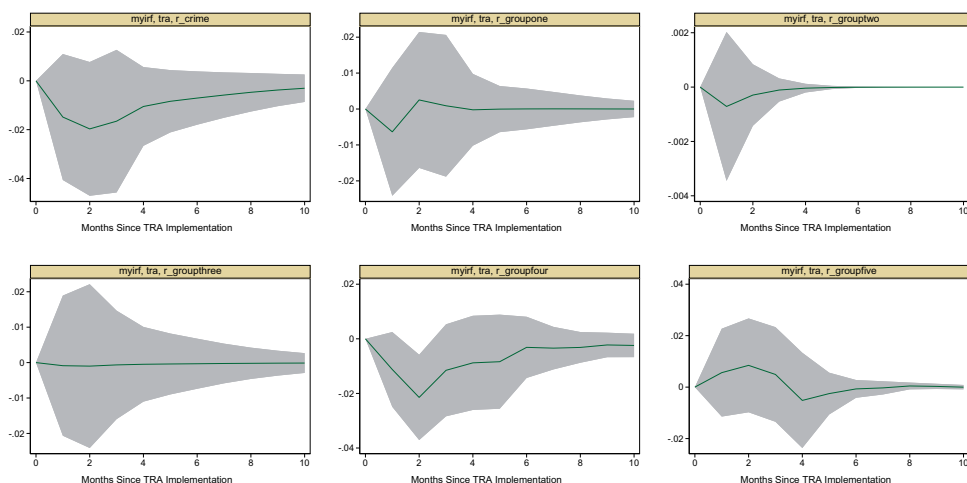 myirf, tra, r_crime
.02
0
-.02
-.04
0 2 4 6 8 10
Months Since TRA Implementation
myirf, tra, r_groupone
.02
.01
0
-.01
-.02
0 2 4 6 8 10
Months Since TRA Implementation
myirf, tra, r_grouptwo
.002
0
-.002
-.004
0 2 4 6 8 10
Months Since TRA Implementation
myirf, tra, r_groupthree
.02
.01
0
-.01
-.02
0 2 4 6 8 10
Months Since TRA Implementation
myirf, tra, r_groupfour
.02
0
-.02
-.04
0 2 4 6 8 10
Months Since TRA Implementation
myirf, tra, r_groupfive
.04
.02
0
-.02
0 2 4 6 8 10
Months Since TRA Implementation